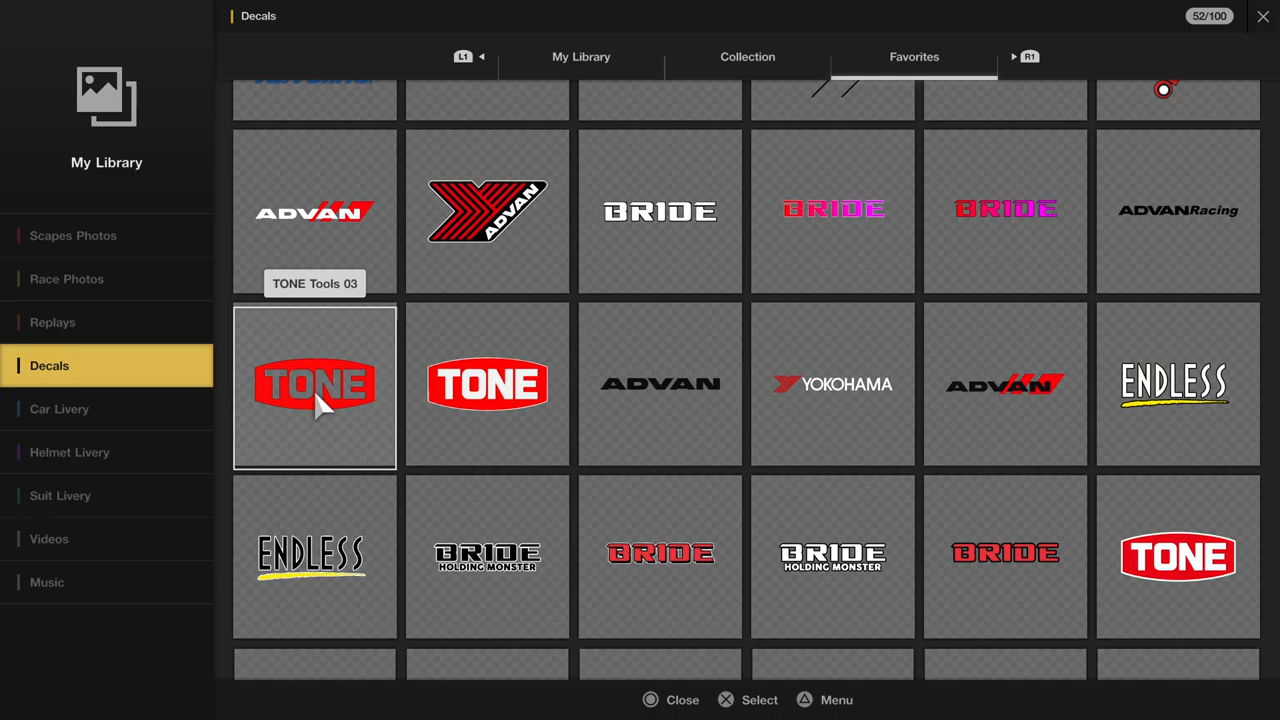 Decals
52/100
L1
My Library
Collection
Favorites
R1
My Library
Scapes Photos
Race Photos
Replays
Decals
Car Livery
Helmet Livery
Suit Livery
Videos
Music
ADVAN
ADVAN
BRIDE
BRIDE
BRIDE
ADVANRacing
TONE Tools 03
TONE
TONE
ADVAN
YOKOHAMA
ADVAN
ENDLESS
ENDLESS
BRIDE
HOLDING MONSTER
BRIDE
BRIDE
HOLDING MONSTER
BRIDE
TONE
Close
Select
Menu